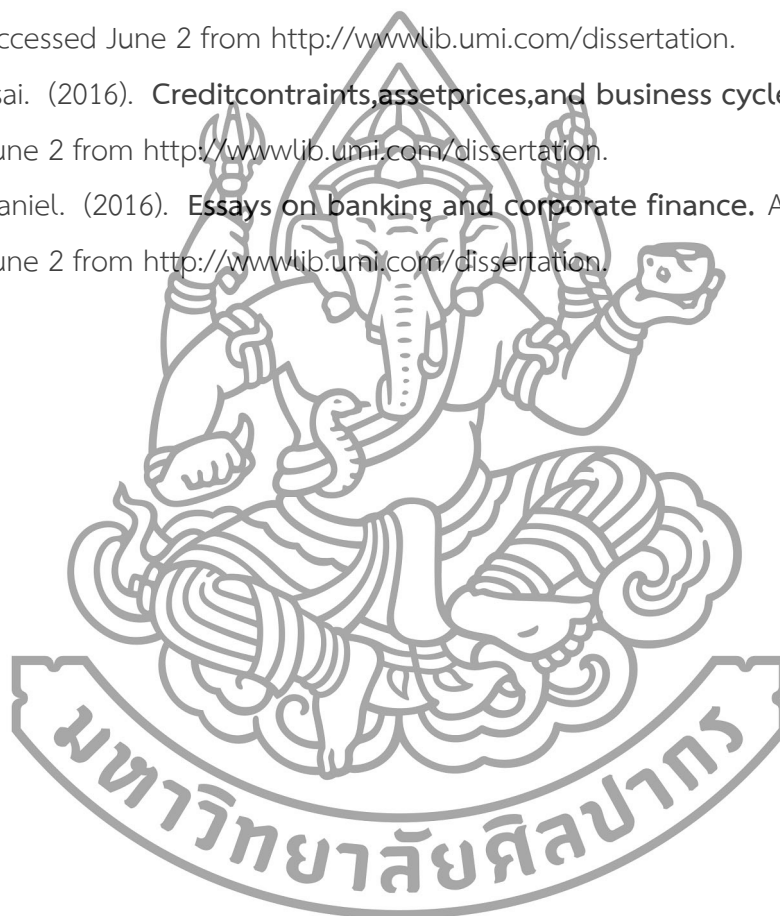 ccessed June 2 from http://wwwlib.umi.com/dissertation.
sai. (2016). Creditcontraints,assetprices,and business cycle
une 2 from http://wwwlib.umi.com/dissertation.
aniel. (2016). Essays on banking and corporate finance. A
une 2 from http://wwwlib.umi.com/dissertation.
มหาวิทยาลัยศิลปากร